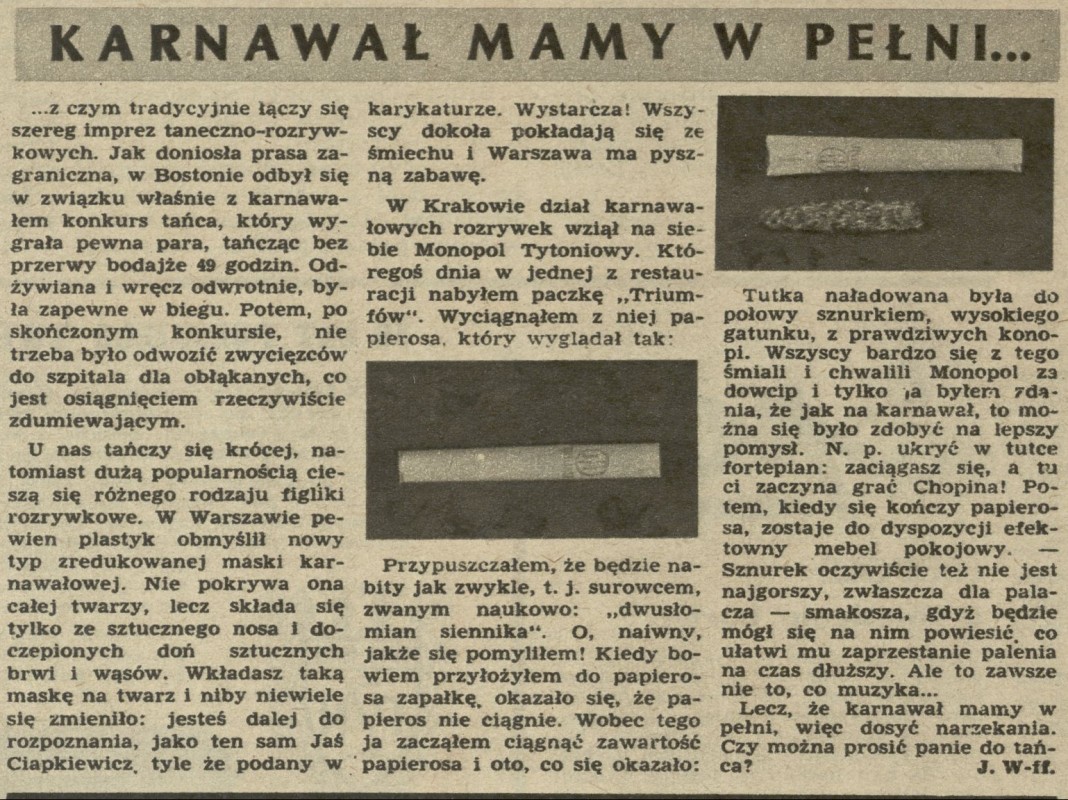 KARNAWAŁ MAMY W PEŁNI...
...z czym tradycyjnie łączy się
szereg imprez taneczno-rozryw-
kowych. Jak doniosła prasa za-
graniczna, w Bostonie odbył się
w związku właśnie z karnawa-
łem konkurs tańca, który wy-
grała pewna para, tańcząc bez
przerwy bodajże 49 godzin. Od-
żywiana i wręcz odwrotnie, by-
ła zapewne w biegu. Potem, po
skończonym konkursie, nie
trzeba było odwozić zwycięzców
do szpitala dla obłąkanych, co
jest osiągnięciem rzeczywiście
zdumiewającym.
U nas tańczy się krócej, na-
tomiast dużą popularnością cie-
szą się różnego rodzaju figliki
rozrywkowe. W Warszawie pe-
wien plastyk obmyślił nowy
typ zredukowanej maski kar-
nawałowej. Nie pokrywa ona
całej twarzy, lecz składa się
tylko ze sztucznego nosa i do-
czepionych doń sztucznych
brwi i wąsów. Wkładasz taką
maskę na twarz i niby niewiele
się zmieniło: jesteś dalej do
rozpoznania, jako ten sam Jaś
Ciapkiewicz, tyle że podany w
karykaturze. Wystarcza! Wszy-
scy dokoła pokładają się ze
śmiechu i Warszawa ma pysz-
ną zabawę.
W Krakowie dział karnawa-
łowych rozrywek wziął na sie-
bie Monopol Tytoniowy. Któ-
regoś dnia w jednej z restau-
racji nabyłem paczkę „Trium-
fów“. Wyciągnąłem z niej pa-
pierosa, który wyglądał tak:
Przypuszczałem, że będzie na-
bity jak zwykle, t. j. surowcem,
zwanym naukowo: „dwusło-
mian siennika“. O, naiwny,
jakże się pomyliłem! Kiedy bo-
wiem przyłożyłem do papiero-
sa zapałkę, okazało się, że pa-
pieros nie ciągnie. Wobec tego
ja zacząłem ciągnąć zawartość
papierosa i oto, co się okazało:
Tutka naładowana była do
połowy sznurkiem, wysokiego
gatunku, z prawdziwych kono-
pi. Wszyscy bardzo się z tego
śmiali i chwalili Monopol za
dowcip i tylko ja byłem zda-
nia, że jak na karnawał, to mo-
żna się było zdobyć na lepszy
pomysł. N. p. ukryć w tutce
fortepian: zaciągasz się, a tu
ci zaczyna grać Chopina! Po-
tem, kiedy się kończy papiero-
sa, zostaje do dyspozycji efek-
towny mebel pokojowy. —
Sznurek oczywiście też nie jest
najgorszy, zwłaszcza dla pala-
cza — smakosza, gdyż będzie
mógł się na nim powiesić, co
ułatwi mu zaprzestanie palenia
na czas dłuższy. Ale to zawsze
nie to, co muzyka...
Lecz, że karnawał mamy w
pełni, więc dosyć narzekania.
Czy można prosić panie do tań-
ca? J. W-ff.